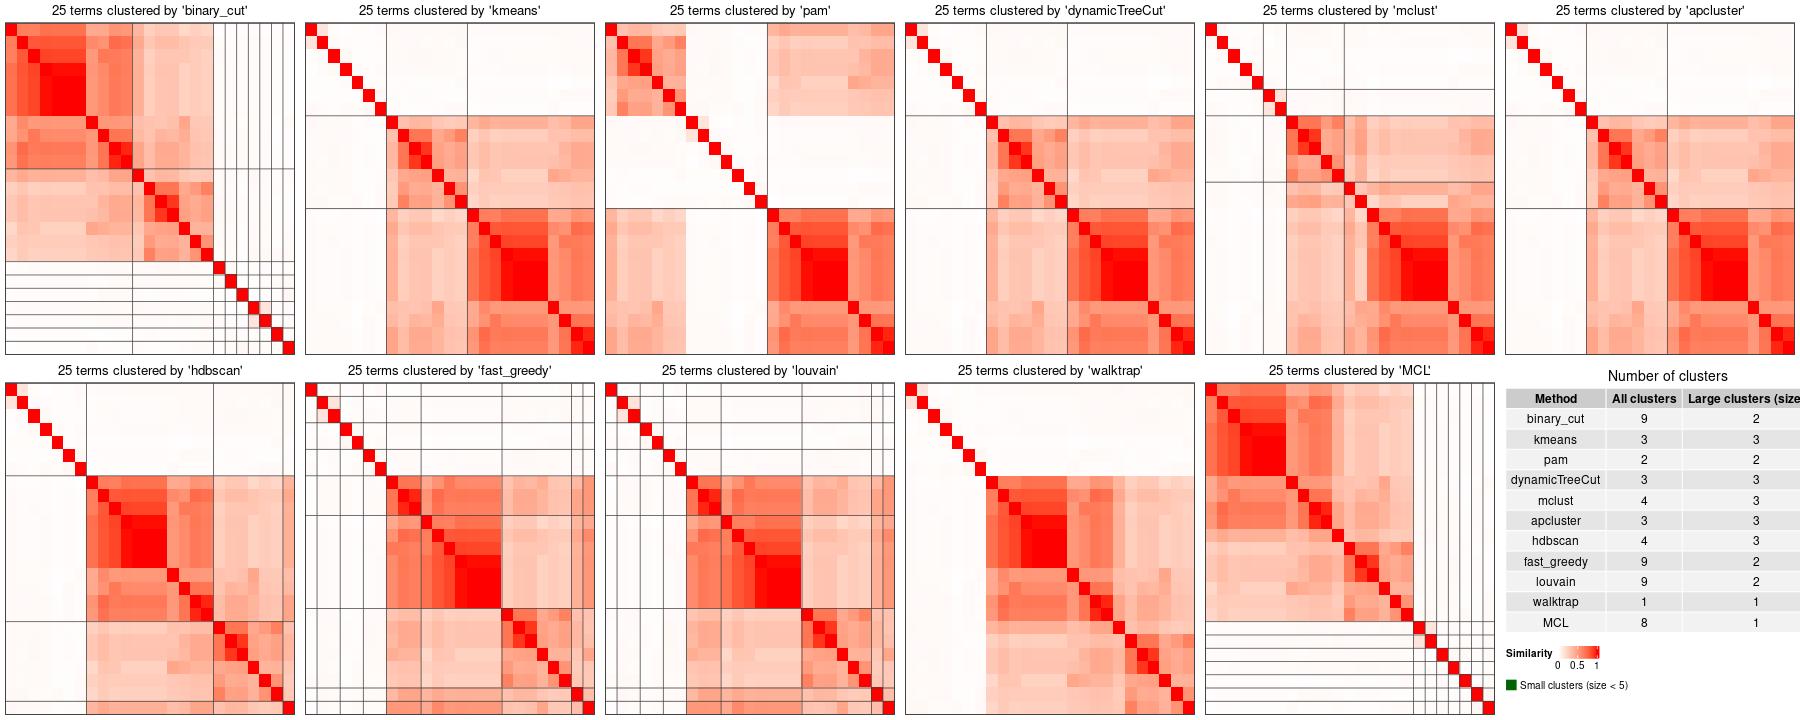 25 terms clustered by 'binary_cut'
25 terms clustered by 'kmeans'
25 terms clustered by 'pam'
25 terms clustered by 'dynamicTreeCut'
25 terms clustered by 'mclust'
25 terms clustered by 'apcluster'
25 terms clustered by 'hdbscan'
25 terms clustered by 'fast_greedy'
25 terms clustered by 'louvain'
25 terms clustered by 'walktrap'
25 terms clustered by 'MCL'
Number of clusters
Method All clusters Large clusters (size
binary_cut 9 2
kmeans 3 3
pam 2 2
dynamicTreeCut 3 3
mclust 4 3
apcluster 3 3
hdbscan 4 3
fast_greedy 9 2
louvain 9 2
walktrap 1 1
MCL 8 1
Similarity
0 0.5 1
Small clusters (size < 5)